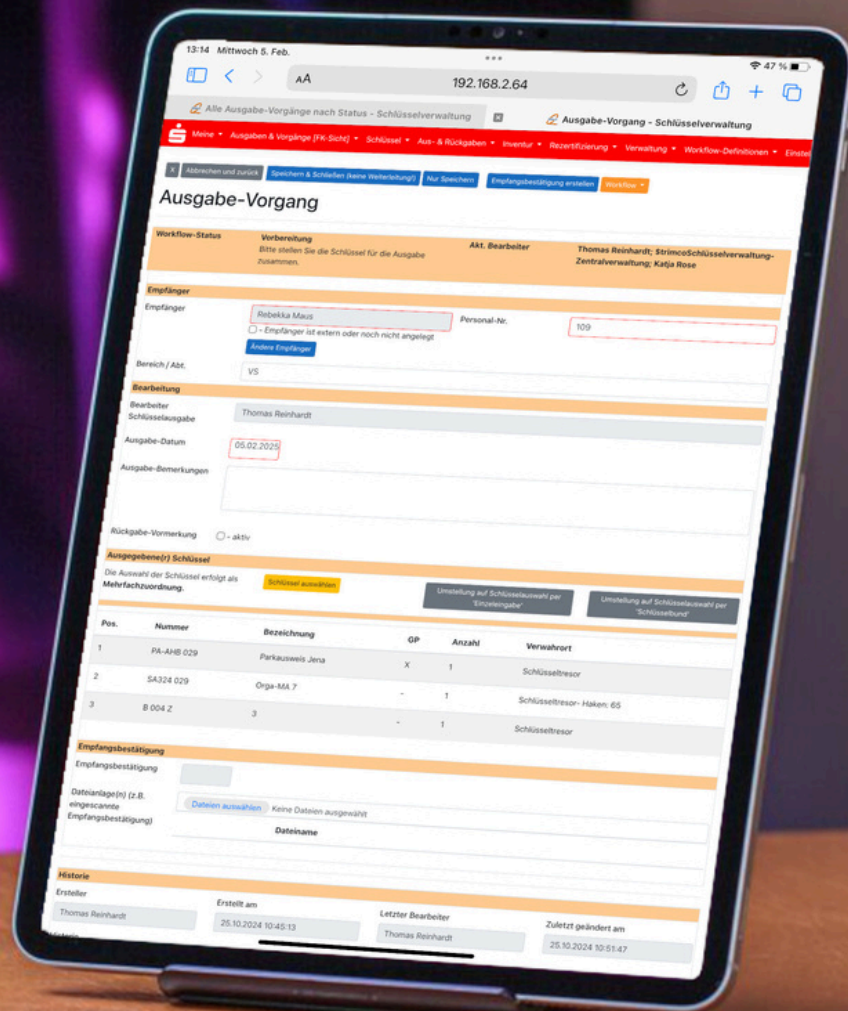 13:14 Mittwoch 5. Feb.
47 %
AA
192.168.2.64
Alle Ausgabe-Vorgänge nach Status - Schlüsselverwaltung
Ausgabe-Vorgang - Schlüsselverwaltung
Meine Ausgaben & Vorgänge [FK-Sicht] Schlüssel Aus- & Rückgaben Inventur Rezertifizierung Verwaltung Workflow-Definitionen Einstel
X Abbrechen und zurück Speichern & Schließen (keine Weiterleitung!) Nur Speichern Empfangsbestätigung erstellen Workflow
Ausgabe-Vorgang
Workflow-Status
Vorbereitung
Bitte stellen Sie die Schlüssel für die Ausgabe
zusammen.
Akt. Bearbeiter
Thomas Reinhardt; StrimcoSchlüsselverwaltung-
Zentralverwaltung; Katja Rose
Empfänger
Empfänger
Rebekka Maus
Personal-Nr.
109
- Empfänger ist extern oder noch nicht angelegt
Ändere Empfänger
Bereich / Abt.
VS
Bearbeitung
Bearbeiter
Schlüsselausgabe
Thomas Reinhardt
Ausgabe-Datum
05.02.2025
Ausgabe-Bemerkungen
Rückgabe-Vormerkung
- aktiv
Ausgegebene(r) Schlüssel
Die Auswahl der Schlüssel erfolgt als
Mehrfachzuordnung.
Schlüssel auswählen
Umstellung auf Schlüsselauswahl per
'Einzeleingabe'
Umstellung auf Schlüsselauswahl per
'Schlüsselbund'
Pos. Nummer Bezeichnung GP Anzahl Verwahrort
1 PA-AHB 029 Parkausweis Jena X 1 Schlüsseltresor
2 SA324 029 Orga-MA 7 - 1 Schlüsseltresor- Haken: 65
3 B 004 Z 3 - 1 Schlüsseltresor
Empfangsbestätigung
Empfangsbestätigung
Dateianlage(n) (z.B.
eingescannte
Empfangsbestätigung)
Dateien auswählen Keine Dateien ausgewählt
Dateiname
Historie
Ersteller
Thomas Reinhardt
Erstellt am
25.10.2024 10:45:13
Letzter Bearbeiter
Thomas Reinhardt
Zuletzt geändert am
25.10.2024 10:51:47
Historie